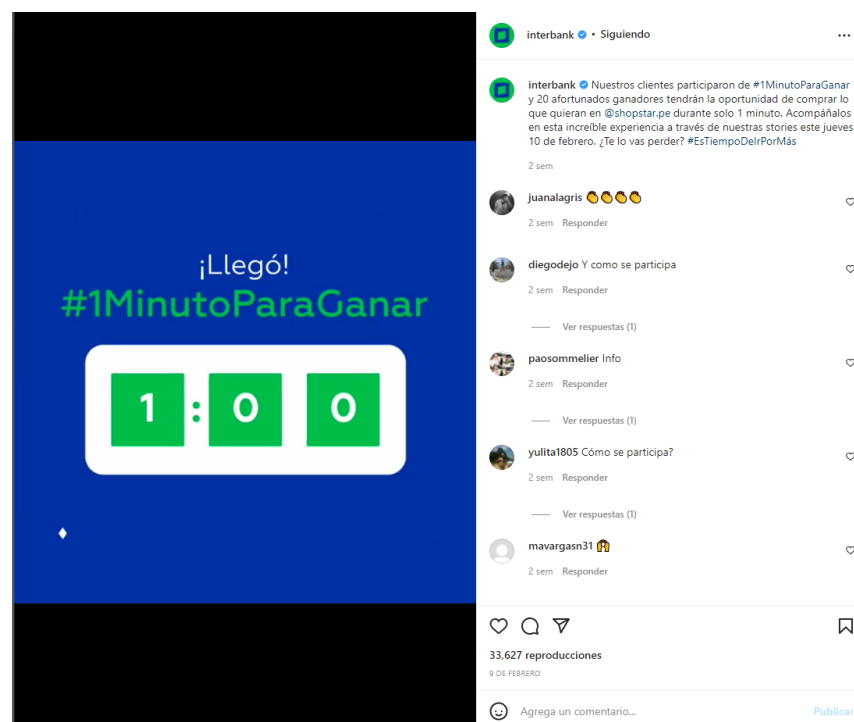 ¡Llegó!
#1MinutoParaGanar
1 : 0 0
interbank • Siguiendo
interbank Nuestros clientes participaron de #1MinutoParaGanar
y 20 afortunados ganadores tendrán la oportunidad de comprar lo
que quieran en @shopstar.pe durante solo 1 minuto. Acompáñalos
en esta increíble experiencia a través de nuestras stories este jueves
10 de febrero. ¿Te lo vas perder? #EsTiempoDeIrPorMás
2 sem
juanalagris 👏👏👏👏
2 sem Responder
diegodejo Y como se participa
2 sem Responder
Ver respuestas (1)
paosommelier Info
2 sem Responder
Ver respuestas (1)
yulita1805 Cómo se participa?
2 sem Responder
Ver respuestas (1)
mavargasn31 🙌
2 sem Responder
33,627 reproducciones
9 DE FEBRERO
Agrega un comentario...
Publicar